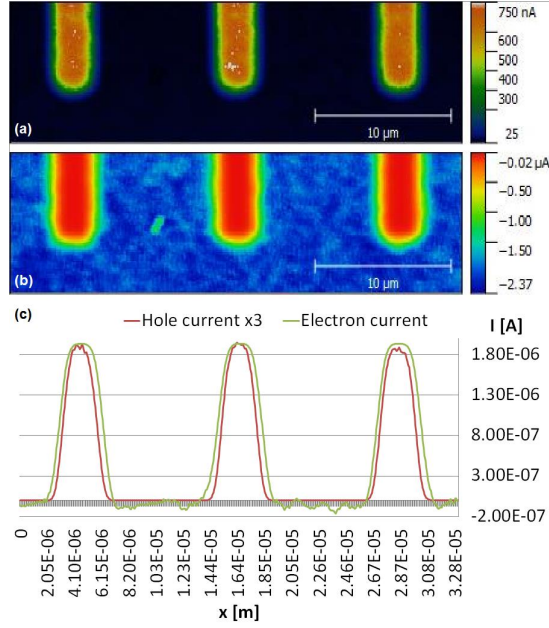 750 nA
600
500
400
300
25
(a)
10 µm
−0.02 µA
−0.50
−1.00
−1.50
−2.37
(b)
10 µm
(c)
Hole current x3
Electron current
I [A]
1.80E-06
1.30E-06
8.00E-07
3.00E-07
-2.00E-07
0
2.05E-06
4.10E-06
6.15E-06
8.20E-06
1.03E-05
1.23E-05
1.44E-05
1.64E-05
1.85E-05
2.05E-05
2.26E-05
2.46E-05
2.67E-05
2.87E-05
3.08E-05
3.28E-05
x [m]